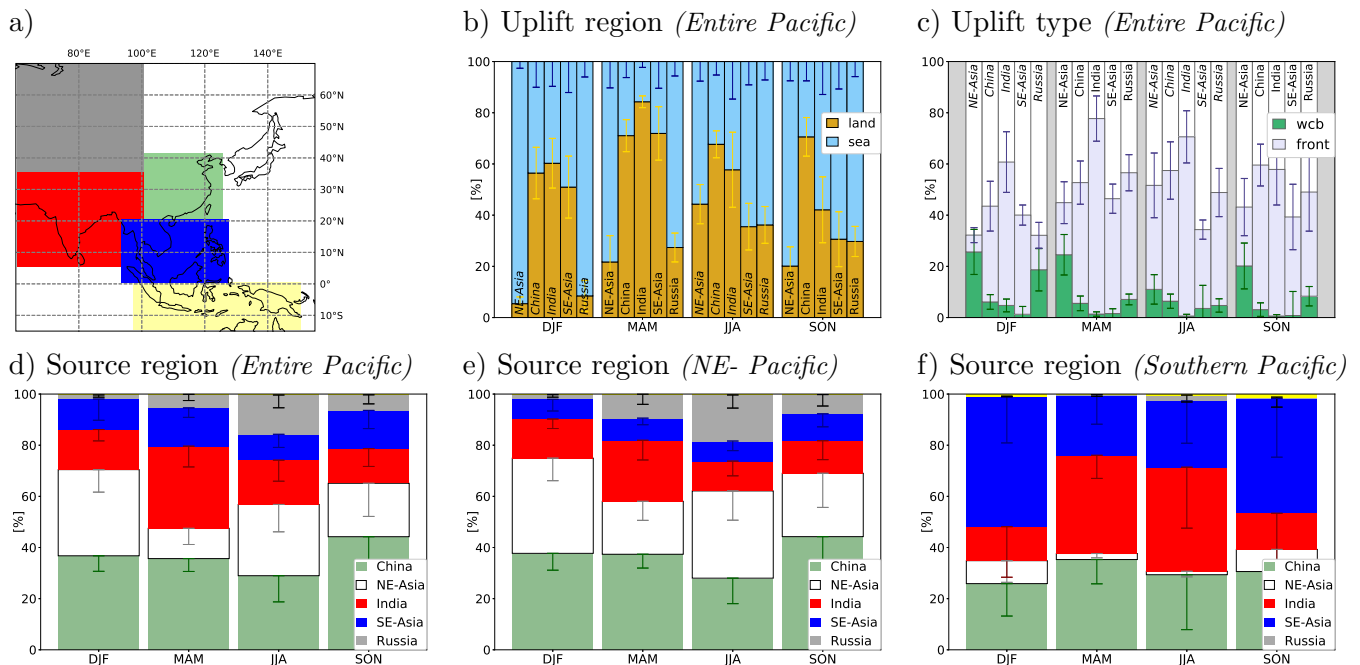 a)
80°E 100°E 120°E 140°E
60°N
50°N
40°N
30°N
20°N
10°N
0°
10°S
b) Uplift region (Entire Pacific)
100
80
60
40
20
0
[%]
land
sea
NE-Asia China India SE-Asia Russia
NE-Asia China India SE-Asia Russia
NE-Asia China India SE-Asia Russia
NE-Asia China India SE-Asia Russia
DJF MAM JJA SON
c) Uplift type (Entire Pacific)
100
80
60
40
20
0
[%]
NE-Asia China India SE-Asia Russia
NE-Asia China India SE-Asia Russia
NE-Asia China India SE-Asia Russia
NE-Asia China India SE-Asia Russia
wcb
front
DJF MAM JJA SON
d) Source region (Entire Pacific)
100
80
60
40
20
0
[%]
China
NE-Asia
India
SE-Asia
Russia
DJF MAM JJA SON
e) Source region (NE- Pacific)
100
80
60
40
20
0
[%]
China
NE-Asia
India
SE-Asia
Russia
DJF MAM JJA SON
f) Source region (Southern Pacific)
100
80
60
40
20
0
[%]
China
NE-Asia
India
SE-Asia
Russia
DJF MAM JJA SON